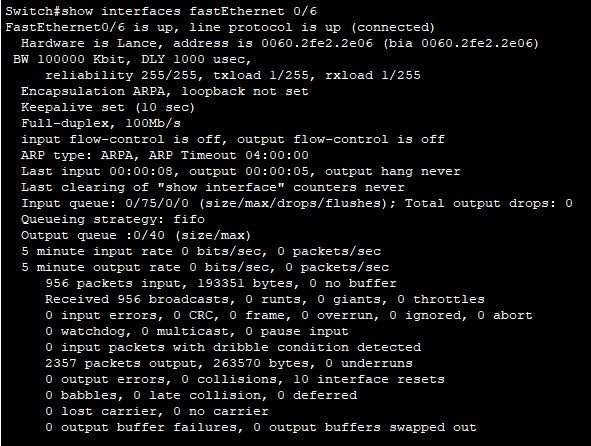 Switch#show interfaces fastEthernet 0/6
FastEthernet0/6 is up, line protocol is up (connected)
Hardware is Lance, address is 0060.2fe2.2e06 (bia 0060.2fe2.2e06)
BW 100000 Kbit, DLY 1000 usec,
reliability 255/255, txload 1/255, rxload 1/255
Encapsulation ARPA, loopback not set
Keepalive set (10 sec)
Full-duplex, 100Mb/s
input flow-control is off, output flow-control is off
ARP type: ARPA, ARP Timeout 04:00:00
Last input 00:00:08, output 00:00:05, output hang never
Last clearing of "show interface" counters never
Input queue: 0/75/0/0 (size/max/drops/flushes); Total output drops: 0
Queueing strategy: fifo
Output queue :0/40 (size/max)
5 minute input rate 0 bits/sec, 0 packets/sec
5 minute output rate 0 bits/sec, 0 packets/sec
956 packets input, 193351 bytes, 0 no buffer
Received 956 broadcasts, 0 runts, 0 giants, 0 throttles
0 input errors, 0 CRC, 0 frame, 0 overrun, 0 ignored, 0 abort
0 watchdog, 0 multicast, 0 pause input
0 input packets with dribble condition detected
2357 packets output, 263570 bytes, 0 underruns
0 output errors, 0 collisions, 10 interface resets
0 babbles, 0 late collision, 0 deferred
0 lost carrier, 0 no carrier
0 output buffer failures, 0 output buffers swapped out